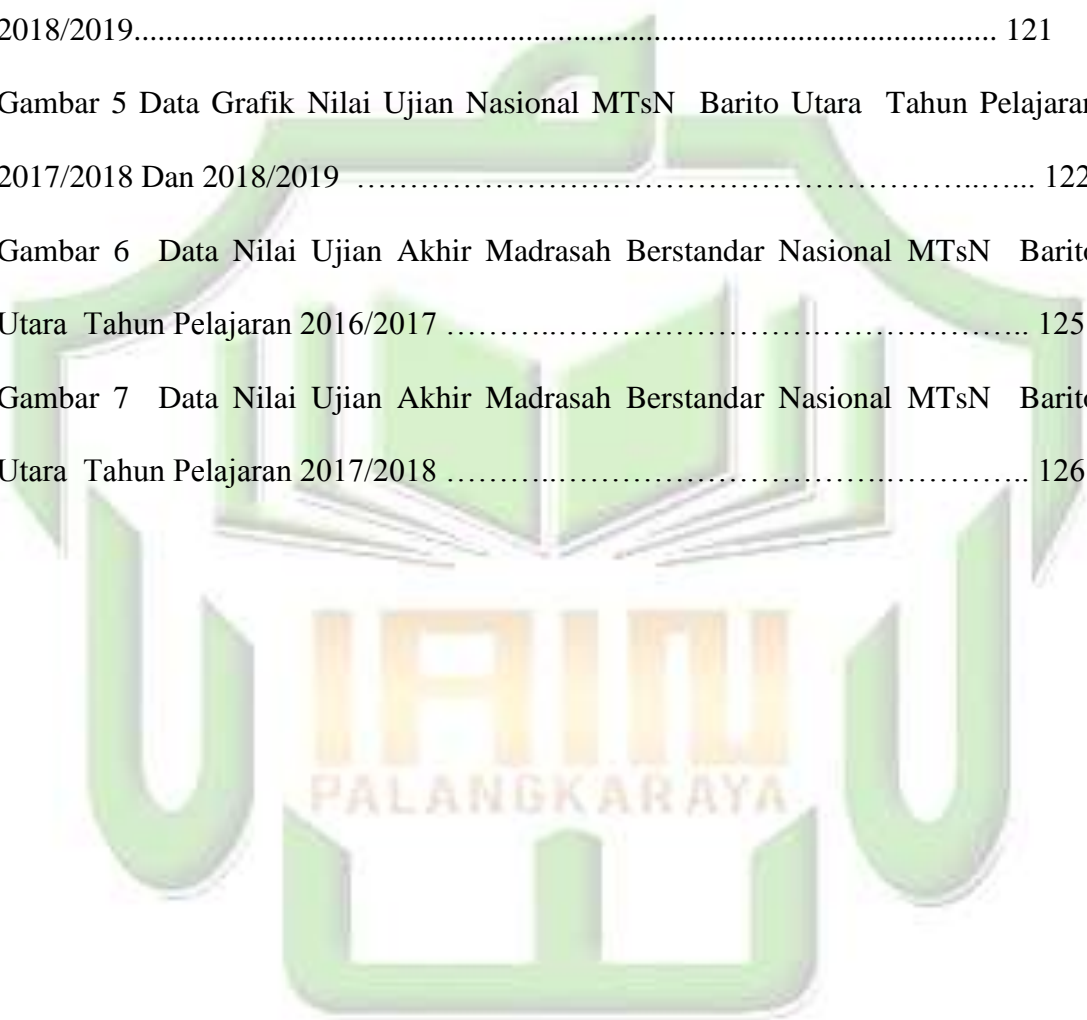 2018/2019............................................................................................................ 121
Gambar 5 Data Grafik Nilai Ujian Nasional MTsN Barito Utara Tahun Pelajaran
2017/2018 Dan 2018/2019 ……………………………………………………..…... 122
Gambar 6 Data Nilai Ujian Akhir Madrasah Berstandar Nasional MTsN Barito
Utara Tahun Pelajaran 2016/2017 ………..…………………….……………….. 125
Gambar 7 Data Nilai Ujian Akhir Madrasah Berstandar Nasional MTsN Barito
Utara Tahun Pelajaran 2017/2018 ………..………………………….………….. 126
IAIN
PALANGKARAYA